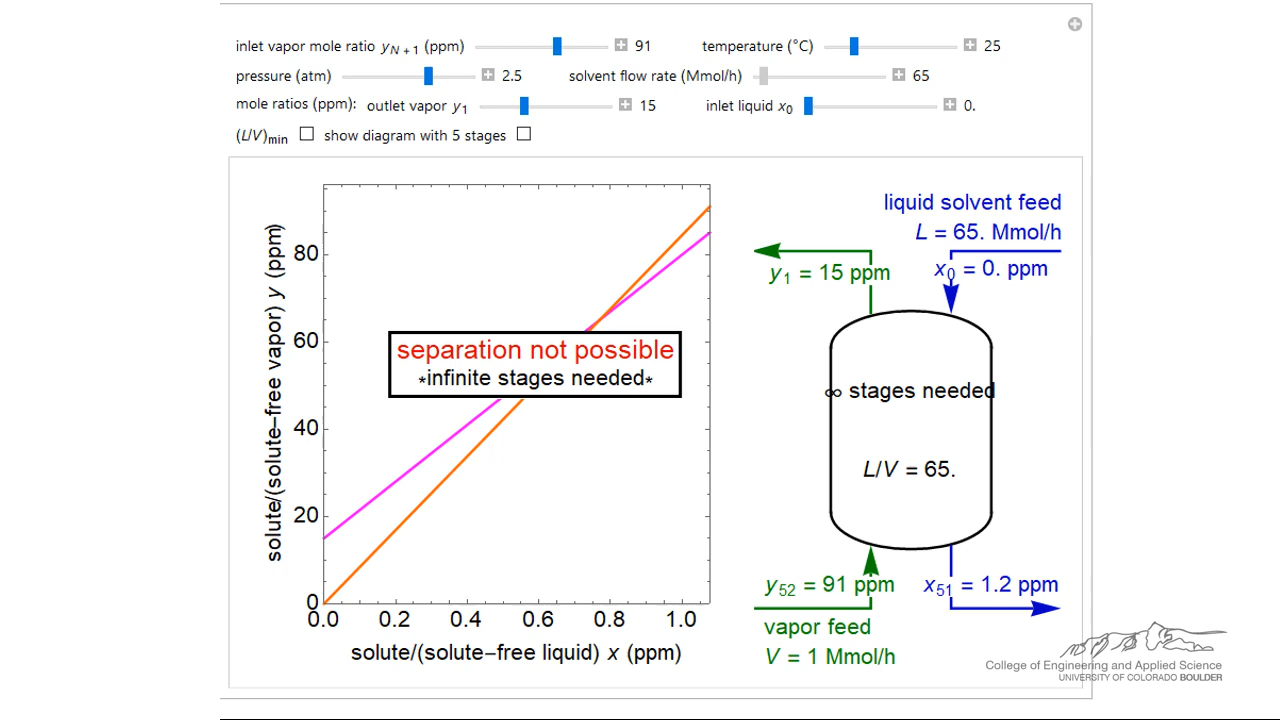 inlet vapor mole ratio yN+1 (ppm) 91 temperature (°C) 25
pressure (atm) 2.5 solvent flow rate (Mmol/h) 65
mole ratios (ppm): outlet vapor y1 15 inlet liquid x0 0.
(L/V)min show diagram with 5 stages
solute/(solute−free vapor) y (ppm)
80
60
40
20
0
0.0 0.2 0.4 0.6 0.8 1.0
solute/(solute−free liquid) x (ppm)
separation not possible
*infinite stages needed*
liquid solvent feed
L = 65. Mmol/h
y1 = 15 ppm
x0 = 0. ppm
∞ stages needed
L/V = 65.
y52 = 91 ppm
x51 = 1.2 ppm
vapor feed
V = 1 Mmol/h
College of Engineering and Applied Science
UNIVERSITY OF COLORADO BOULDER